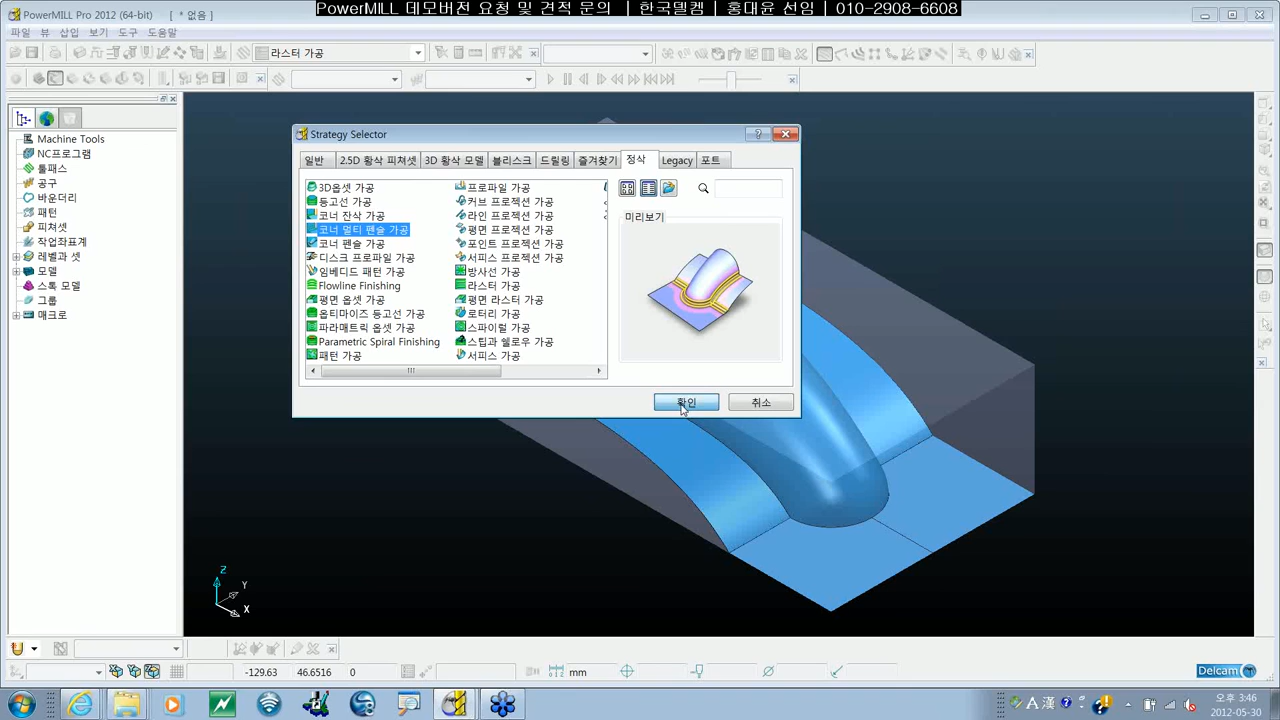 PowerMILL 데모버전 요청 및 견적 문의 | 한국델켐 | 홍대윤 선임 | 010-2908-6608
PowerMILL Pro 2012 (64-bit) [ * 없음 ]
파일 뷰 삽입 보기 도구 도움말
라스터 가공
Machine Tools
NC프로그램
툴패스
공구
바운더리
패턴
피쳐셋
작업좌표계
레벨과 셋
모델
스톡 모델
그룹
매크로
Strategy Selector
일반 2.5D 황삭 피쳐셋 3D 황삭 모델 블리스크 드릴링 즐겨찾기 정삭 Legacy 포트
3D옵셋 가공
등고선 가공
코너 잔삭 가공
코너 멀티 펜슬 가공
코너 펜슬 가공
디스크 프로파일 가공
임베디드 패턴 가공
Flowline Finishing
평면 옵셋 가공
옵티마이즈 등고선 가공
파라매트릭 옵셋 가공
Parametric Spiral Finishing
패턴 가공
프로파일 가공
커브 프로젝션 가공
라인 프로젝션 가공
평면 프로젝션 가공
포인트 프로젝션 가공
서피스 프로젝션 가공
방사선 가공
라스터 가공
평면 라스터 가공
로터리 가공
스파이럴 가공
스팁과 쉘로우 가공
서피스 가공
미리보기
확인 취소
Z
Y
X
-129.63 46.6516 0 mm
Delcam
A 漢
오후 3:46
2012-05-30